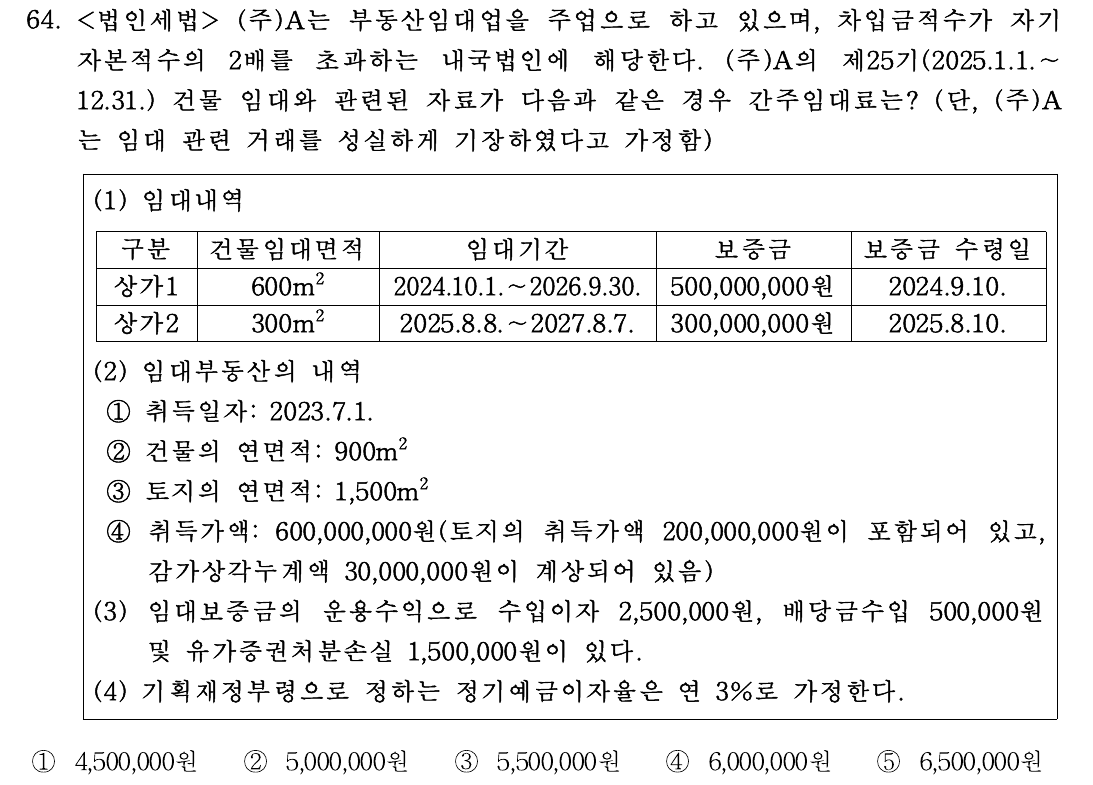 64. <법인세법> (주)A는 부동산임대업을 주업으로 하고 있으며, 차입금적수가 자기
자본적수의 2배를 초과하는 내국법인에 해당한다. (주)A의 제25기(2025.1.1.~
12.31.) 건물 임대와 관련된 자료가 다음과 같은 경우 간주임대료는? (단, (주)A
는 임대 관련 거래를 성실하게 기장하였다고 가정함)
(1) 임대내역
구분 건물임대면적 임대기간 보증금 보증금 수령일
상가1 600m² 2024.10.1.~2026.9.30. 500,000,000원 2024.9.10.
상가2 300m² 2025.8.8.~2027.8.7. 300,000,000원 2025.8.10.
(2) 임대부동산의 내역
① 취득일자: 2023.7.1.
② 건물의 연면적: 900m²
③ 토지의 연면적: 1,500m²
④ 취득가액: 600,000,000원(토지의 취득가액 200,000,000원이 포함되어 있고,
감가상각누계액 30,000,000원이 계상되어 있음)
(3) 임대보증금의 운용수익으로 수입이자 2,500,000원, 배당금수입 500,000원
및 유가증권처분손실 1,500,000원이 있다.
(4) 기획재정부령으로 정하는 정기예금이자율은 연 3%로 가정한다.
① 4,500,000원 ② 5,000,000원 ③ 5,500,000원 ④ 6,000,000원 ⑤ 6,500,000원